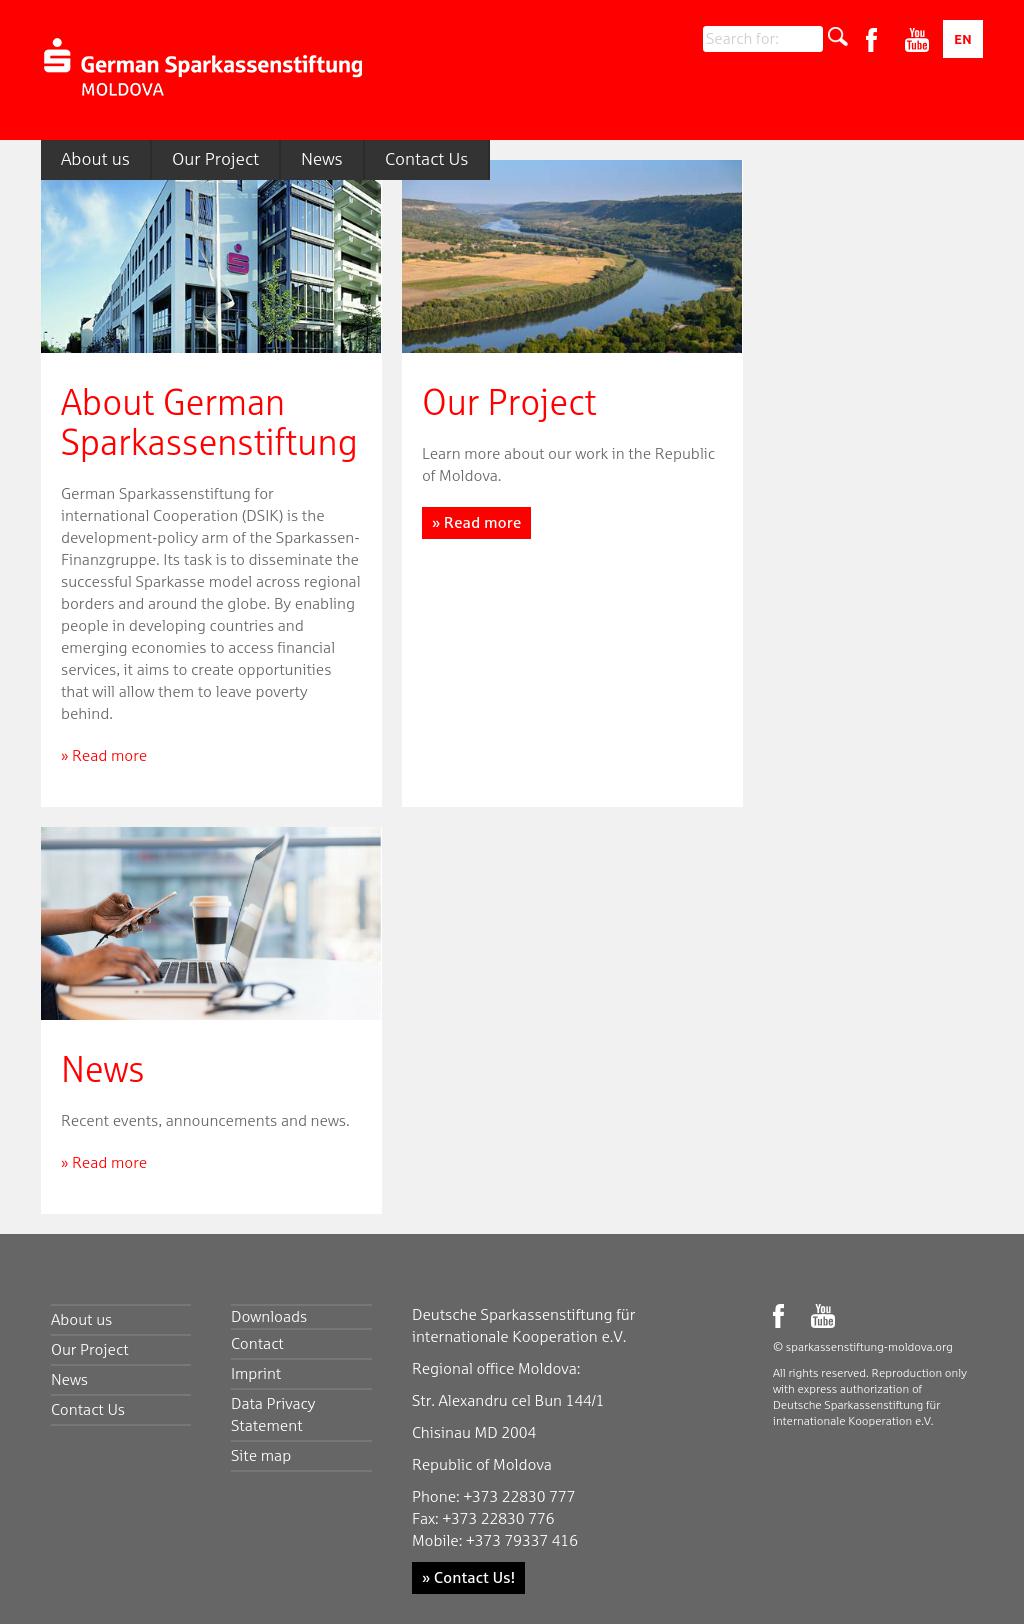 Search for:
You
Tube
EN
German Sparkassenstiftung
MOLDOVA
About us
Our Project
News
Contact Us
About German
Sparkassenstiftung
German Sparkassenstiftung for
international Cooperation (DSIK) is the
development-policy arm of the Sparkassen-
Finanzgruppe. Its task is to disseminate the
successful Sparkasse model across regional
borders and around the globe. By enabling
people in developing countries and
emerging economies to access financial
services, it aims to create opportunities
that will allow them to leave poverty
behind.
» Read more
Our Project
Learn more about our work in the Republic
of Moldova.
» Read more
News
Recent events, announcements and news.
» Read more
About us
Our Project
News
Contact Us
Downloads
Contact
Imprint
Data Privacy
Statement
Site map
Deutsche Sparkassenstiftung für
internationale Kooperation e.V.
Regional office Moldova:
Str. Alexandru cel Bun 144/1
Chisinau MD 2004
Republic of Moldova
Phone: +373 22830 777
Fax: +373 22830 776
Mobile: +373 79337 416
» Contact Us!
You
Tube
© sparkassenstiftung-moldova.org
All rights reserved. Reproduction only
with express authorization of
Deutsche Sparkassenstiftung für
internationale Kooperation e.V.